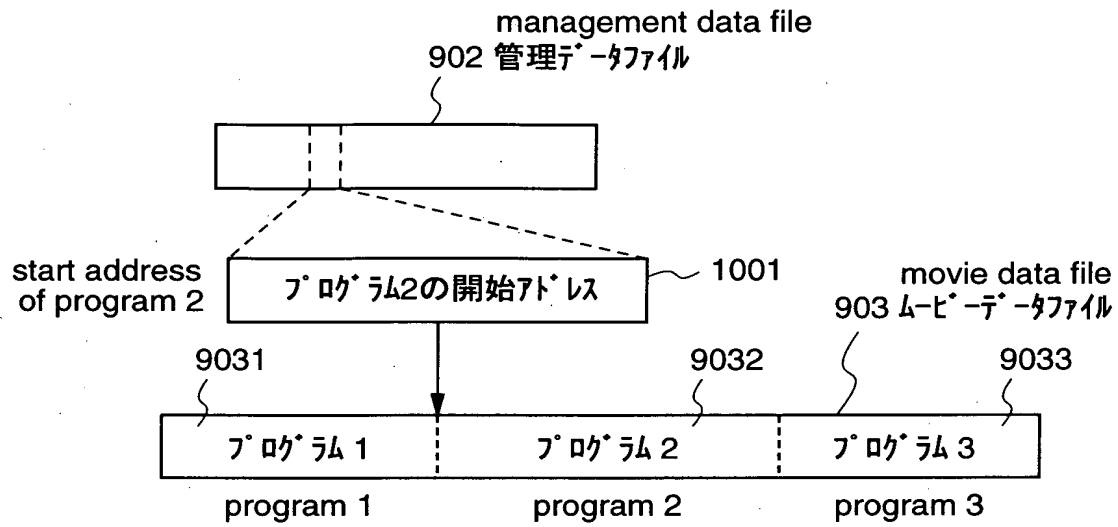 management data file
902 管理データファイル
start address
of program 2
プログラム2の開始アドレス
1001
movie data file
903 ムービーデータファイル
9031
9032
9033
プログラム 1
プログラム 2
プログラム 3
program 1
program 2
program 3